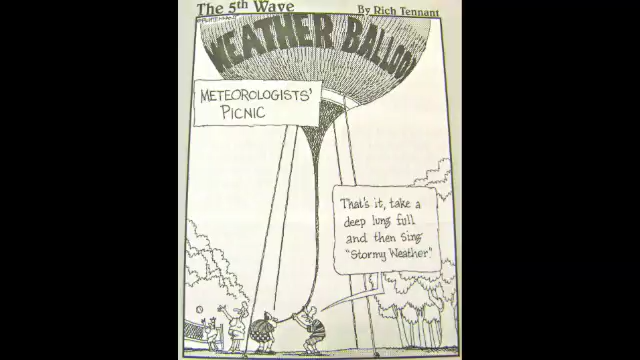 The 5th Wave
By Rich Tennant
WEATHER BALLOO
METEOROLOGISTS'
PICNIC
That's it, take a
deep lung full
and then sing
"Stormy Weather"